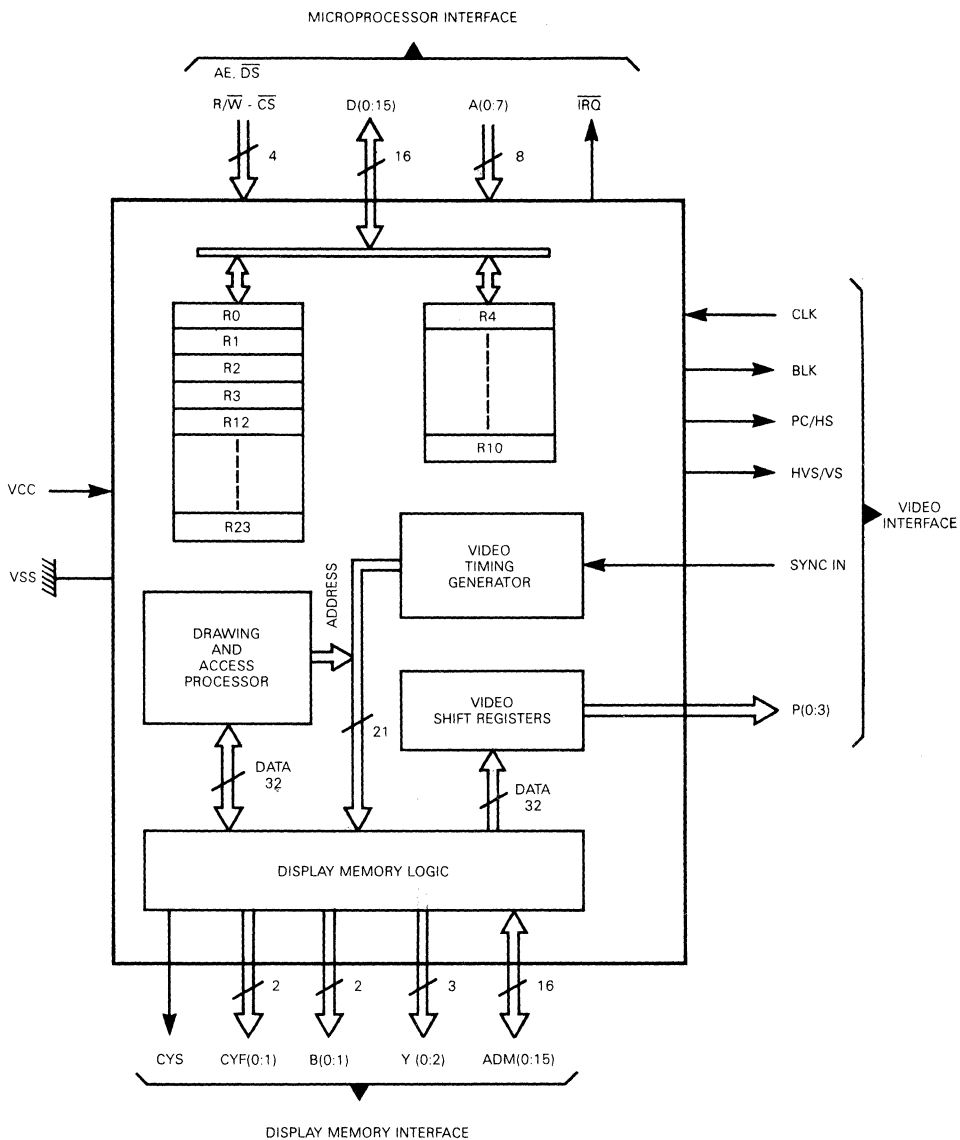 MICROPROCESSOR INTERFACE
AE, D̅S̅
R/W̅ - C̅S̅
D(0:15)
A(0:7)
I̅R̅Q̅
4
16
8
R0
R1
R2
R3
R12
R23
R4
R10
CLK
BLK
PC/HS
HVS/VS
VIDEO
INTERFACE
VCC
VSS
VIDEO
TIMING
GENERATOR
SYNC IN
ADDRESS
DRAWING
AND
ACCESS
PROCESSOR
VIDEO
SHIFT REGISTERS
P(0:3)
21
DATA
32
DATA
32
DISPLAY MEMORY LOGIC
2
2
3
16
CYS
CYF(0:1)
B(0:1)
Y (0:2)
ADM(0:15)
DISPLAY MEMORY INTERFACE